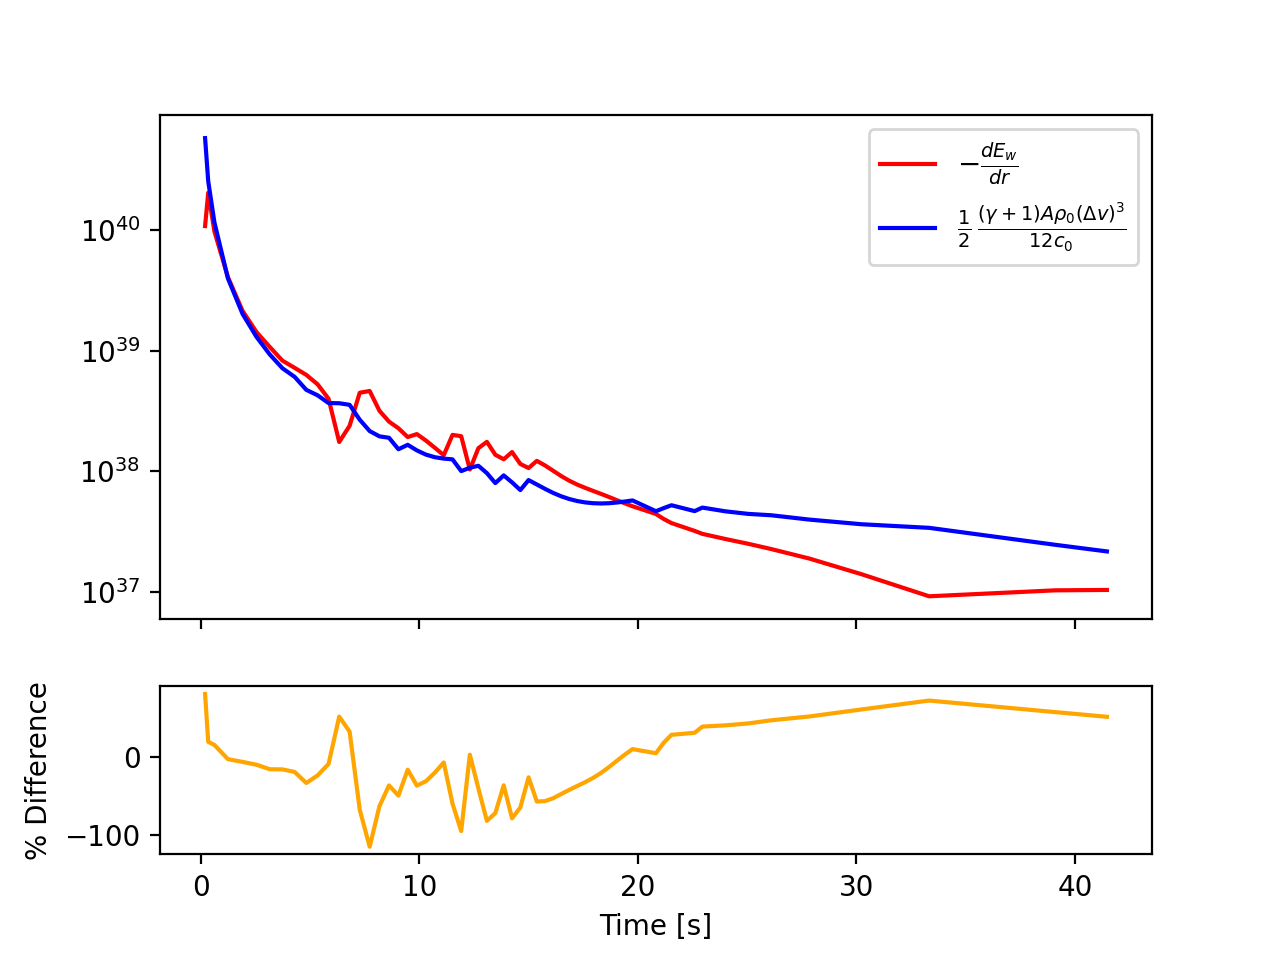 10^40
10^39
10^38
10^37
−dE_w/dr
1/2 (γ + 1)Aρ_0(Δv)^3/12c_0
% Difference
0
−100
0 10 20 30 40
Time [s]